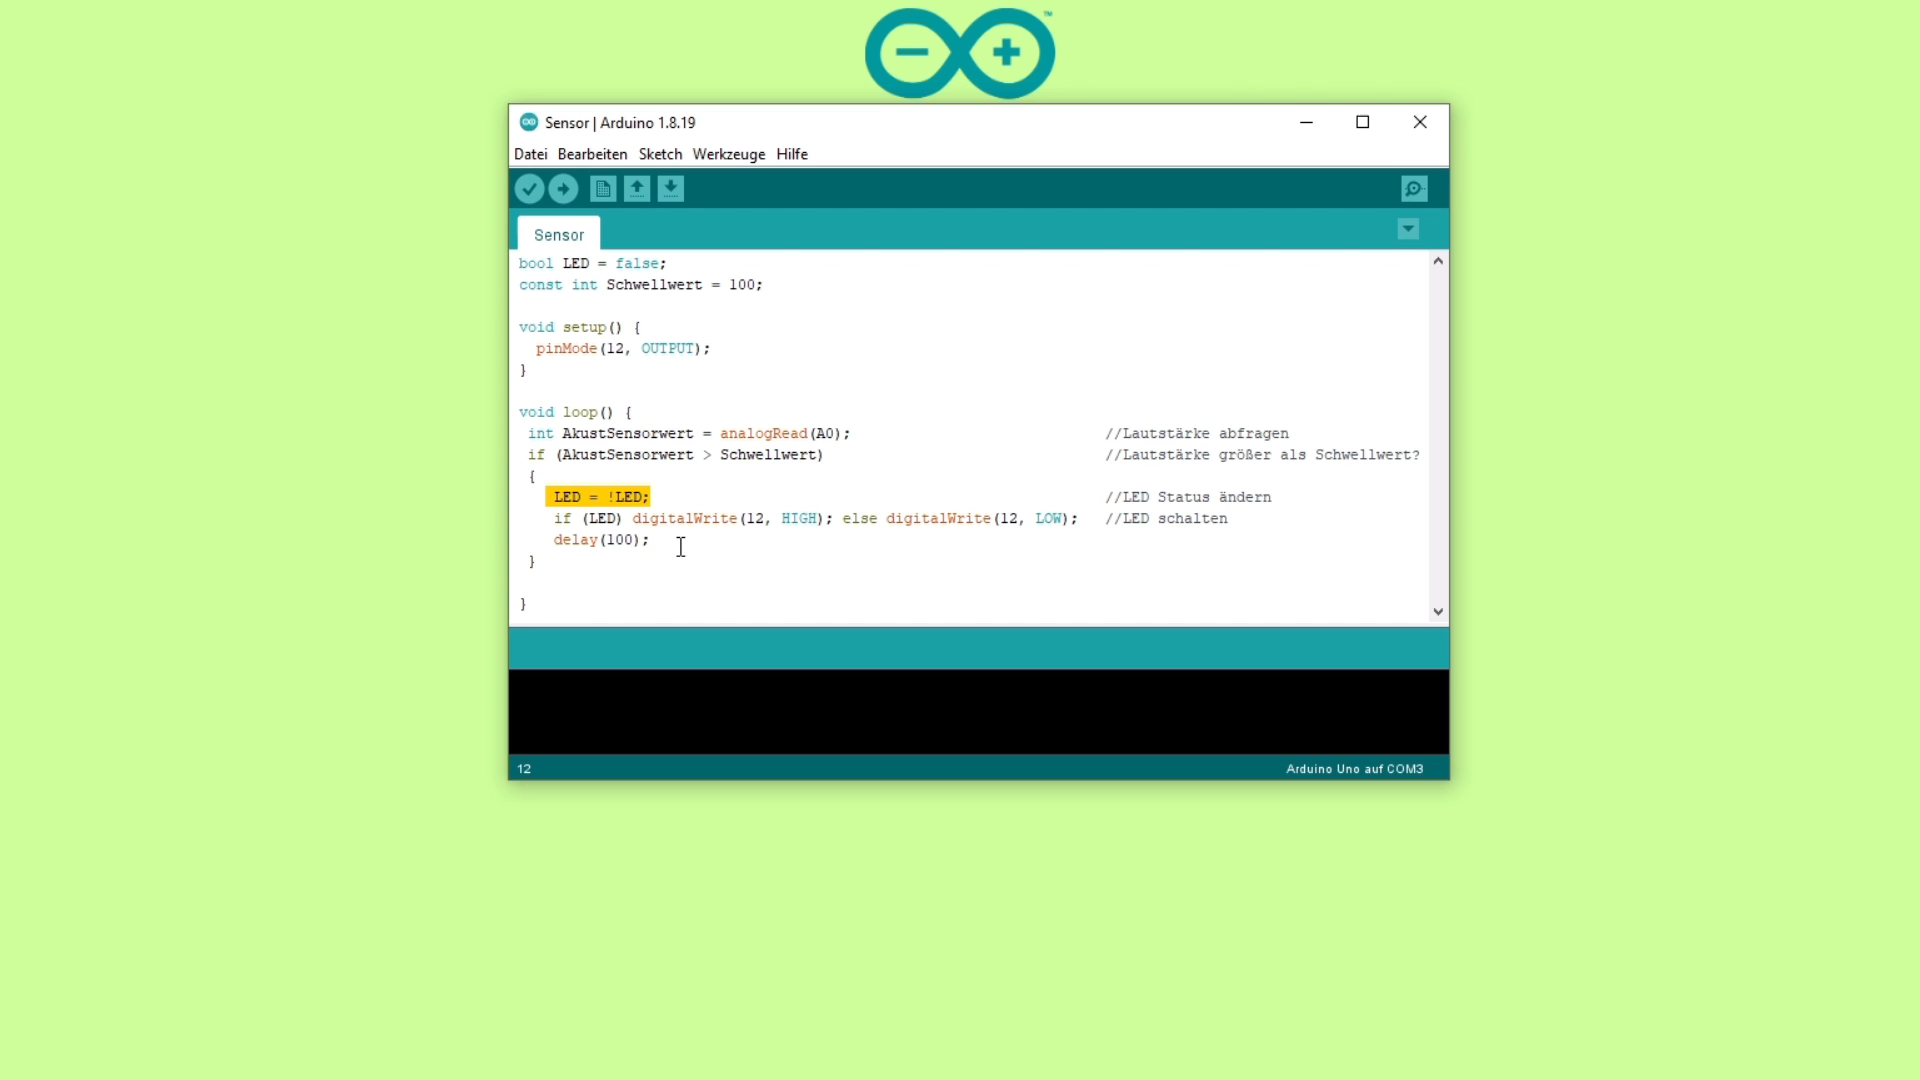 ™
Sensor | Arduino 1.8.19
Datei Bearbeiten Sketch Werkzeuge Hilfe
Sensor
bool LED = false;
const int Schwellwert = 100;
void setup() {
pinMode(12, OUTPUT);
}
void loop() {
int AkustSensorwert = analogRead(A0); //Lautstärke abfragen
if (AkustSensorwert > Schwellwert) //Lautstärke größer als Schwellwert?
{
LED = !LED; //LED Status ändern
if (LED) digitalWrite(12, HIGH); else digitalWrite(12, LOW); //LED schalten
delay(100);
}
}
12 Arduino Uno auf COM3